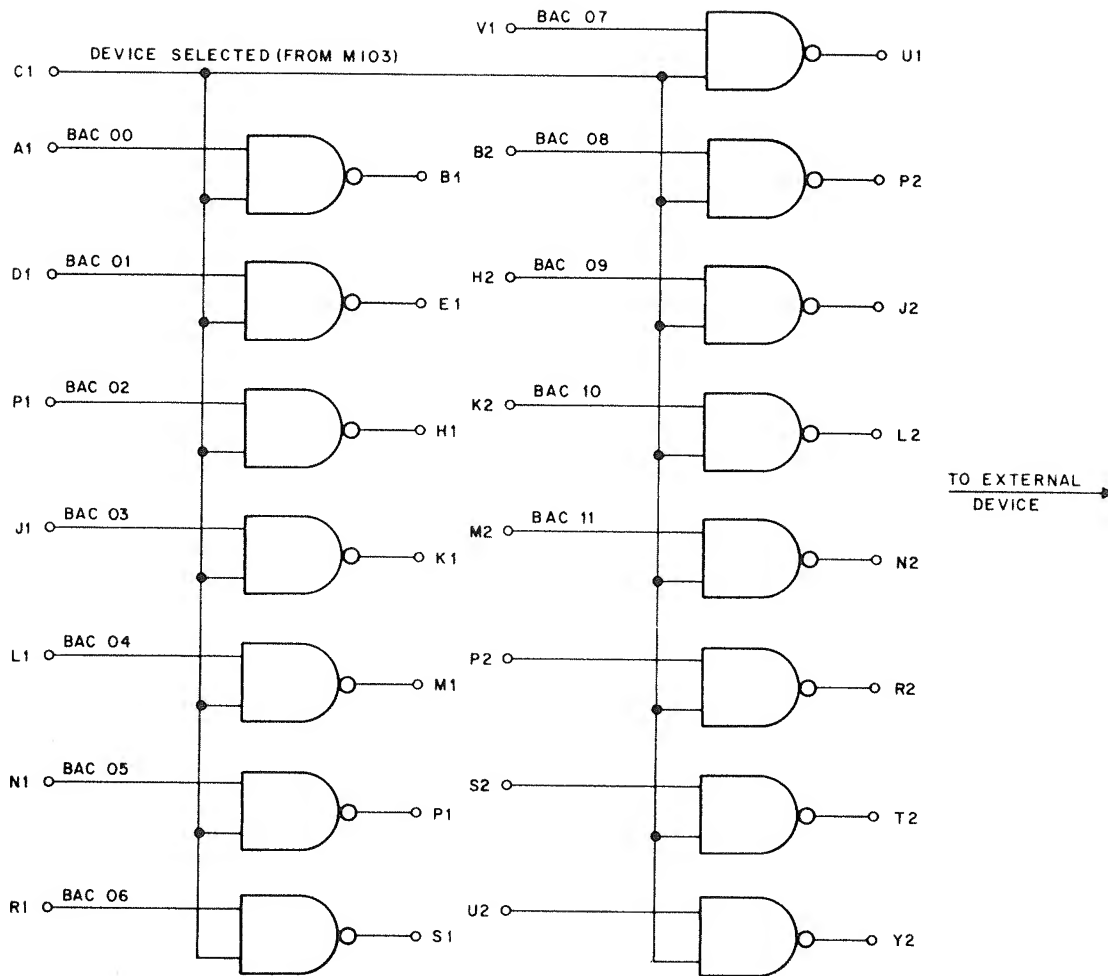 DEVICE SELECTED (FROM M103)
C1
A1 BAC 00 B1
D1 BAC 01 E1
P1 BAC 02 H1
J1 BAC 03 K1
L1 BAC 04 M1
N1 BAC 05 P1
R1 BAC 06 S1
V1 BAC 07 U1
B2 BAC 08 P2
H2 BAC 09 J2
K2 BAC 10 L2
M2 BAC 11 N2
P2 R2
S2 T2
U2 Y2
TO EXTERNAL
DEVICE